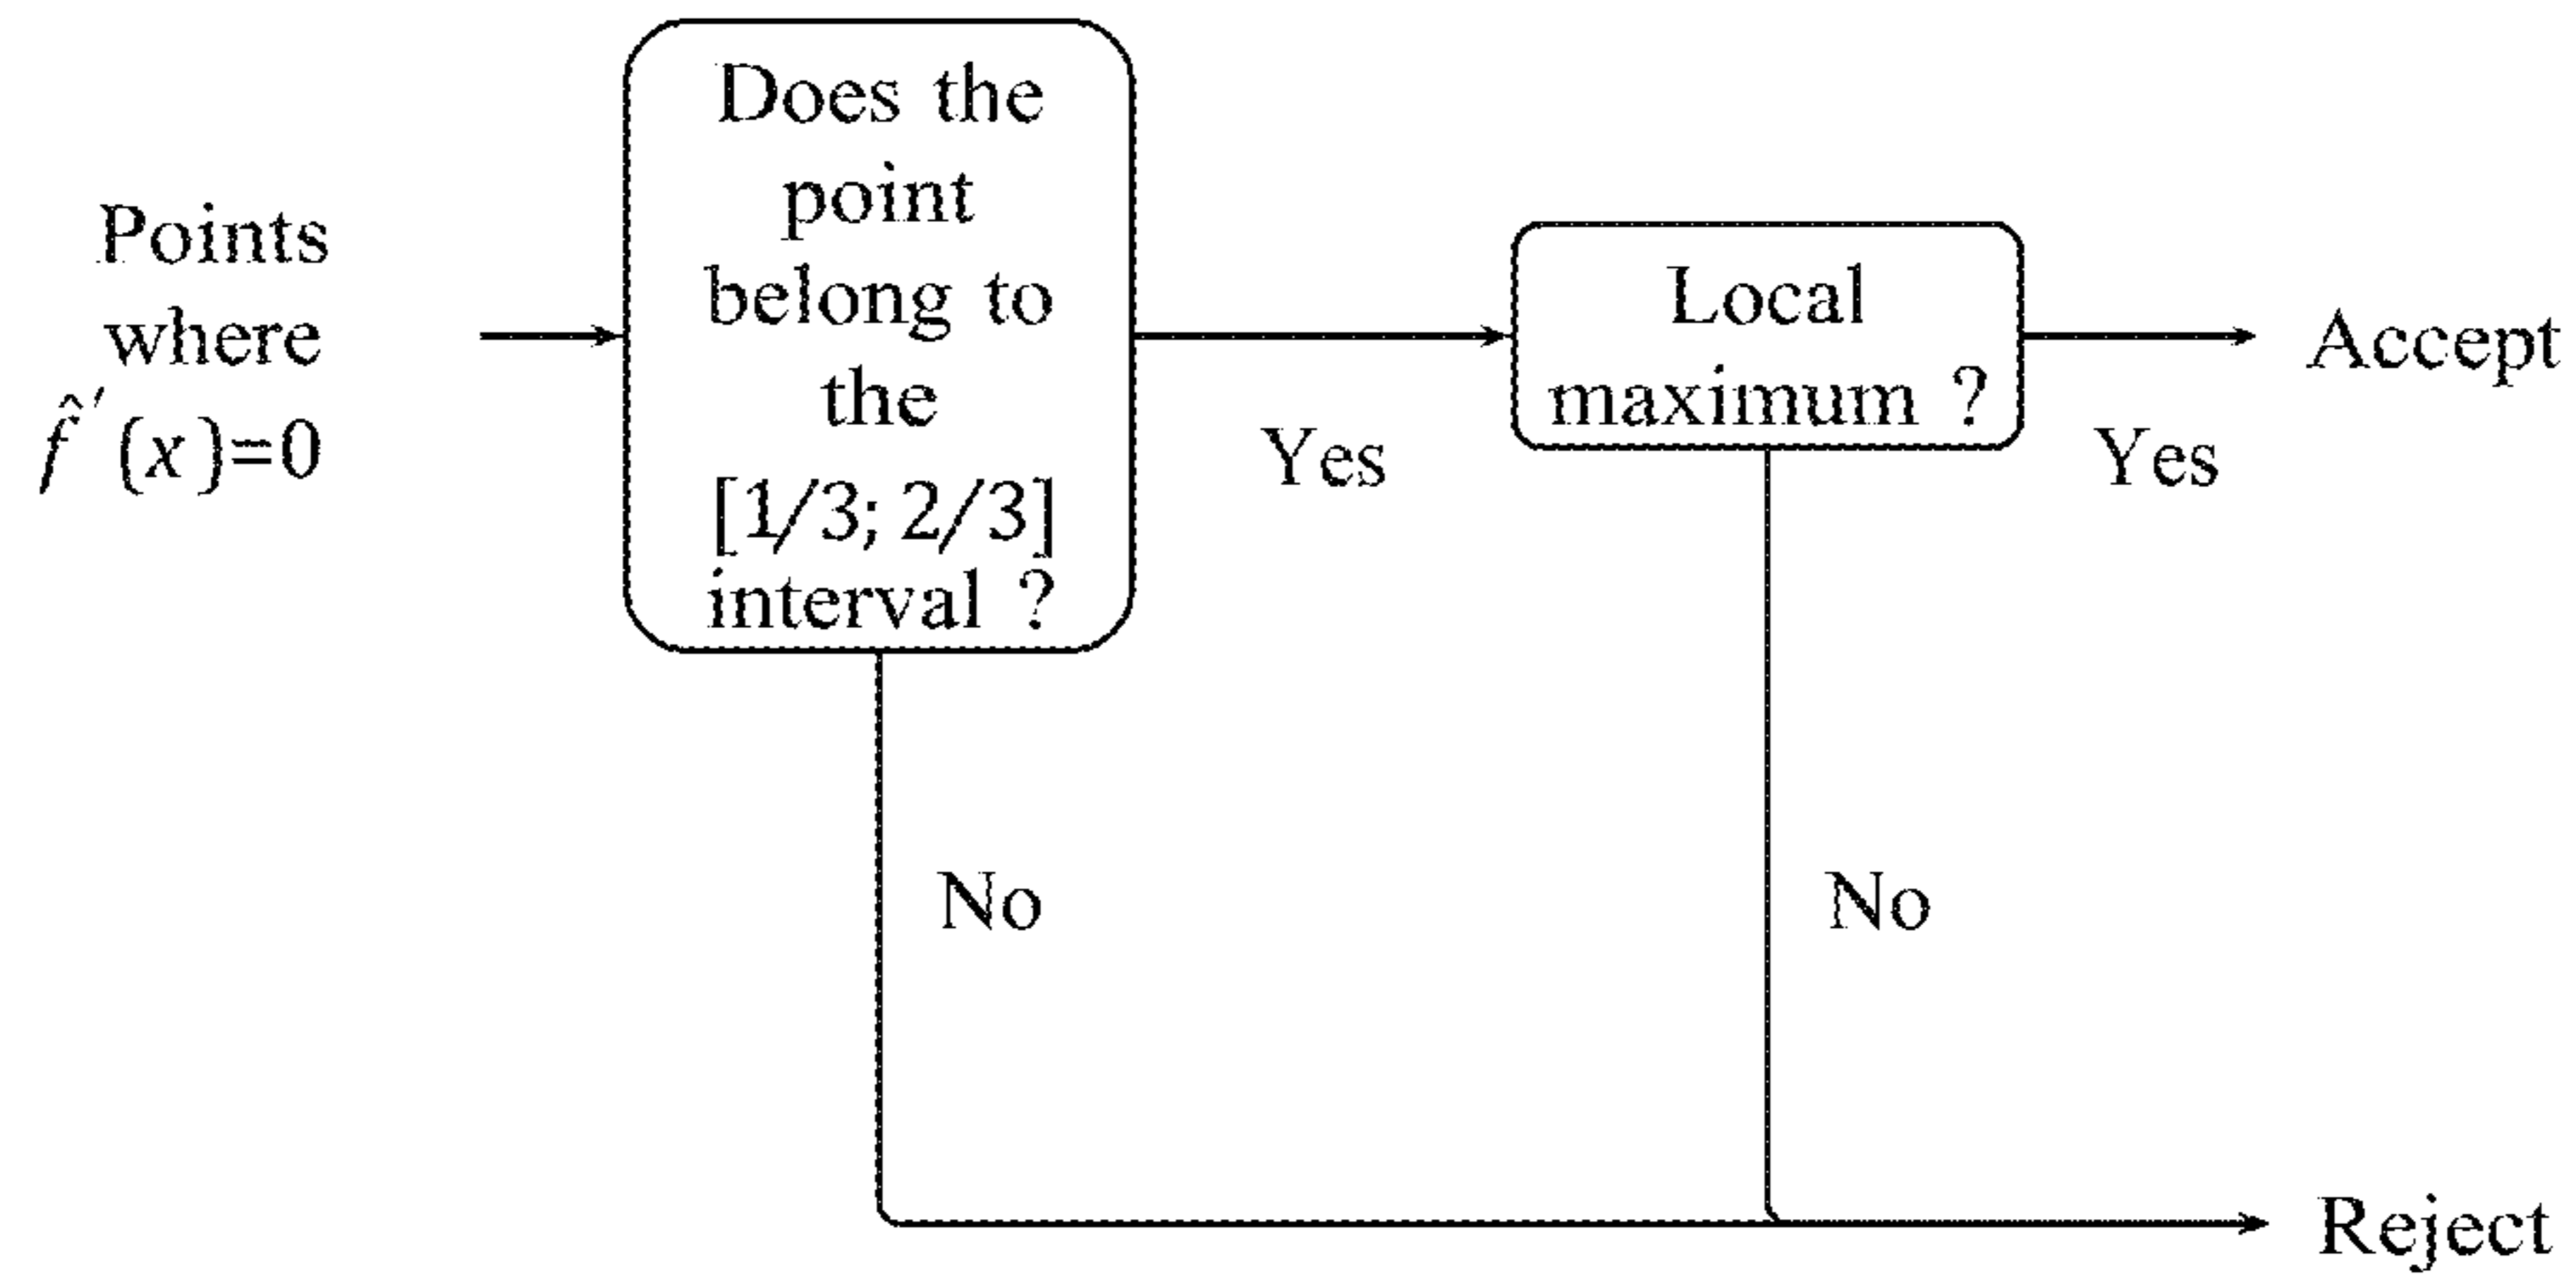 Points
where
f̂′(x)=0
Does the
point
belong to
the
[1/3; 2/3]
interval ?
Yes
Local
maximum ?
Yes
Accept
No
No
Reject